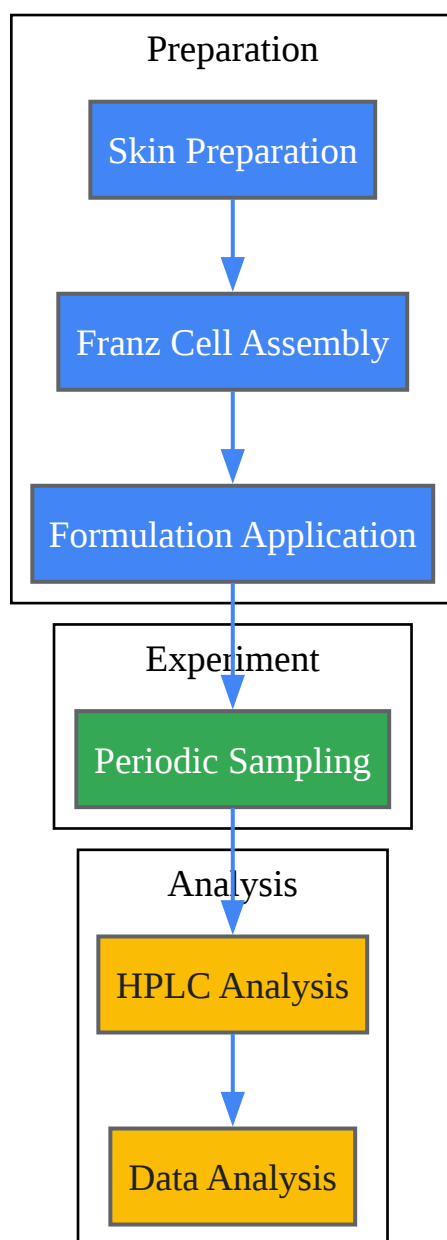 Preparation
Skin Preparation
Franz Cell Assembly
Formulation Application
Experiment
Periodic Sampling
Analysis
HPLC Analysis
Data Analysis